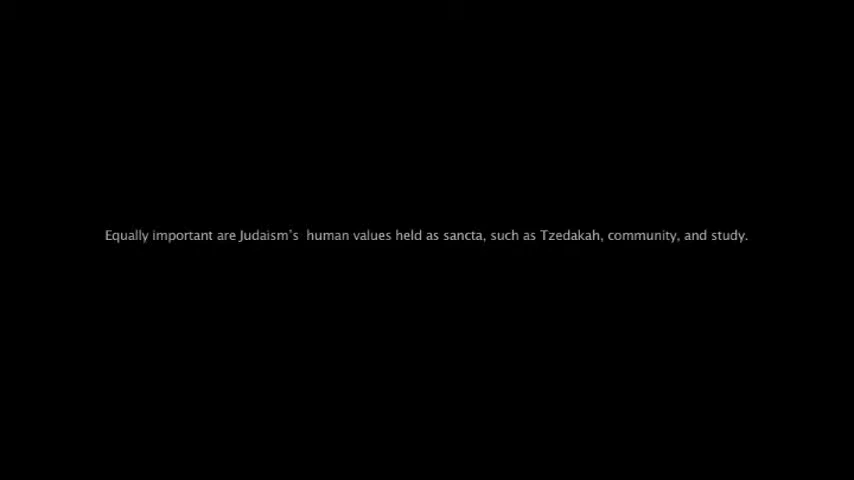 Equally important are Judaism’s  human values held as sancta, such as Tzedakah, community, and study.